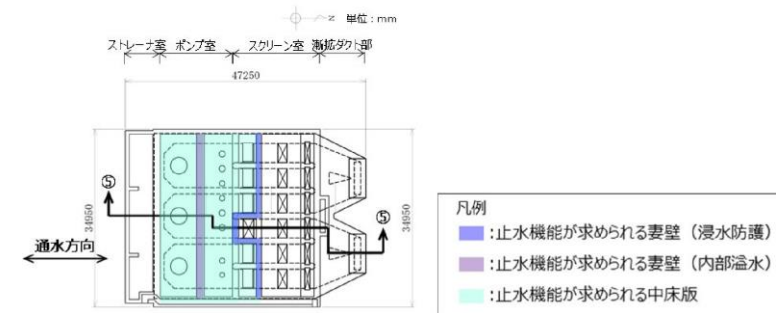 N 単位:mm
ストレーナ室 ポンプ室 スクリーン室 漸拡ダクト部
47250
⑤
34950
34950
⑤
通水方向
凡例
:止水機能が求められる妻壁(浸水防護)
:止水機能が求められる妻壁(内部溢水)
:止水機能が求められる中床版